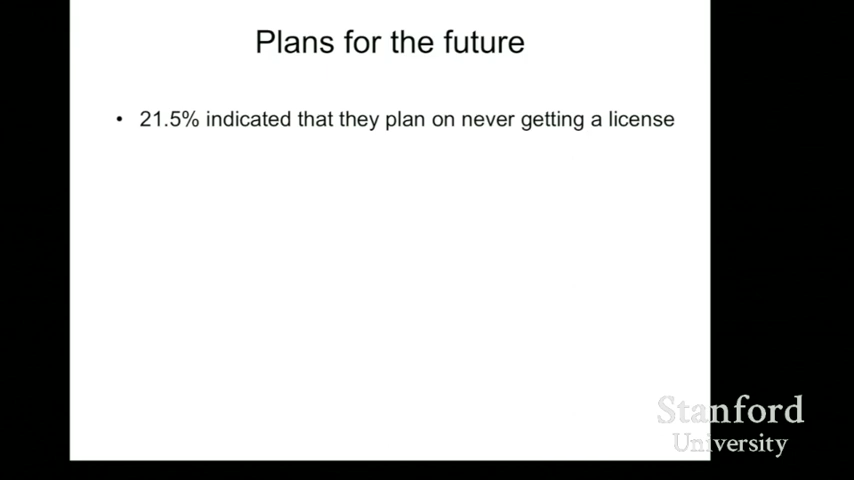 Plans for the future
• 21.5% indicated that they plan on never getting a license
Stanford
University